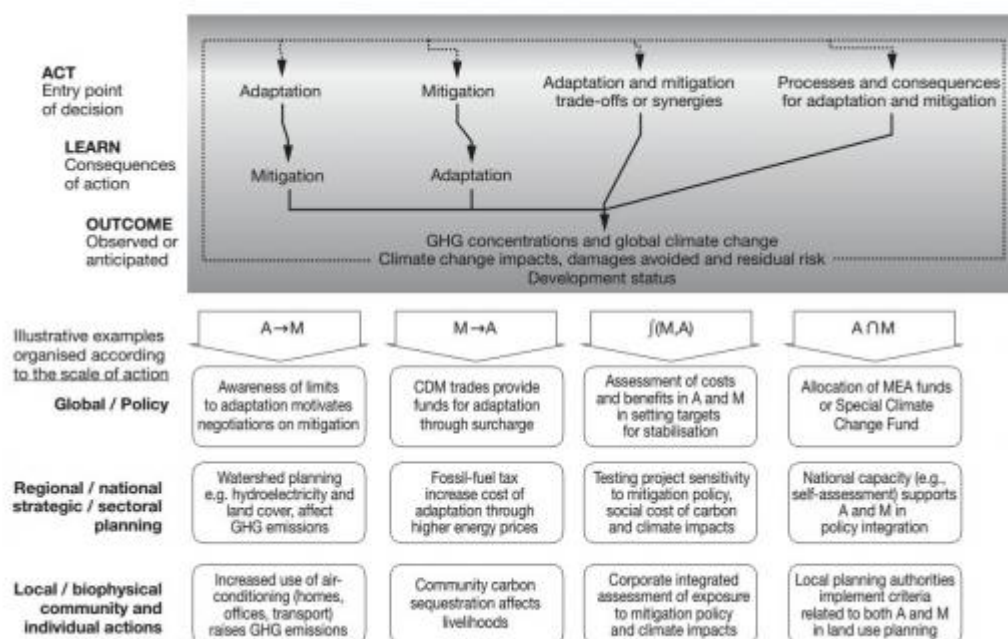 ACT
Entry point
of decision
Adaptation
Mitigation
Adaptation and mitigation
trade-offs or synergies
Processes and consequences
for adaptation and mitigation
LEARN
Consequences
of action
Mitigation
Adaptation
OUTCOME
Observed or
anticipated
GHG concentrations and global climate change
Climate change impacts, damages avoided and residual risk
Development status
Illustrative examples
organised according
to the scale of action
A→M
M→A
∫(M,A)
A∩M
Global / Policy
Awareness of limits
to adaptation motivates
negotiations on mitigation
CDM trades provide
funds for adaptation
through surcharge
Assessment of costs
and benefits in A and M
in setting targets
for stabilisation
Allocation of MEA funds
or Special Climate
Change Fund
Regional / national
strategic / sectoral
planning
Watershed planning
e.g. hydroelectricity and
land cover, affect
GHG emissions
Fossil-fuel tax
increase cost of
adaptation through
higher energy prices
Testing project sensitivity
to mitigation policy,
social cost of carbon
and climate impacts
National capacity (e.g.,
self-assessment) supports
A and M in
policy integration
Local / biophysical
community and
individual actions
Increased use of air-
conditioning (homes,
offices, transport)
raises GHG emissions
Community carbon
sequestration affects
livelihoods
Corporate integrated
assessment of exposure
to mitigation policy
and climate impacts
Local planning authorities
implement criteria
related to both A and M
in land use planning